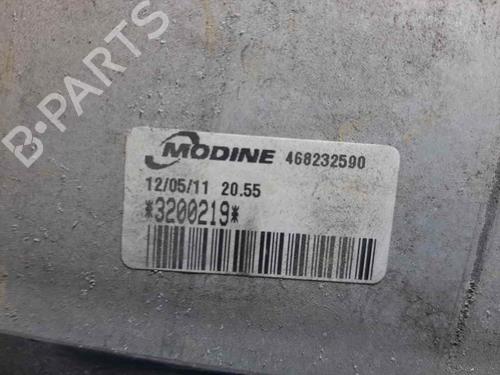 B-PARTS
MODINE 468232590
12/05/11 20.55
*3200219*